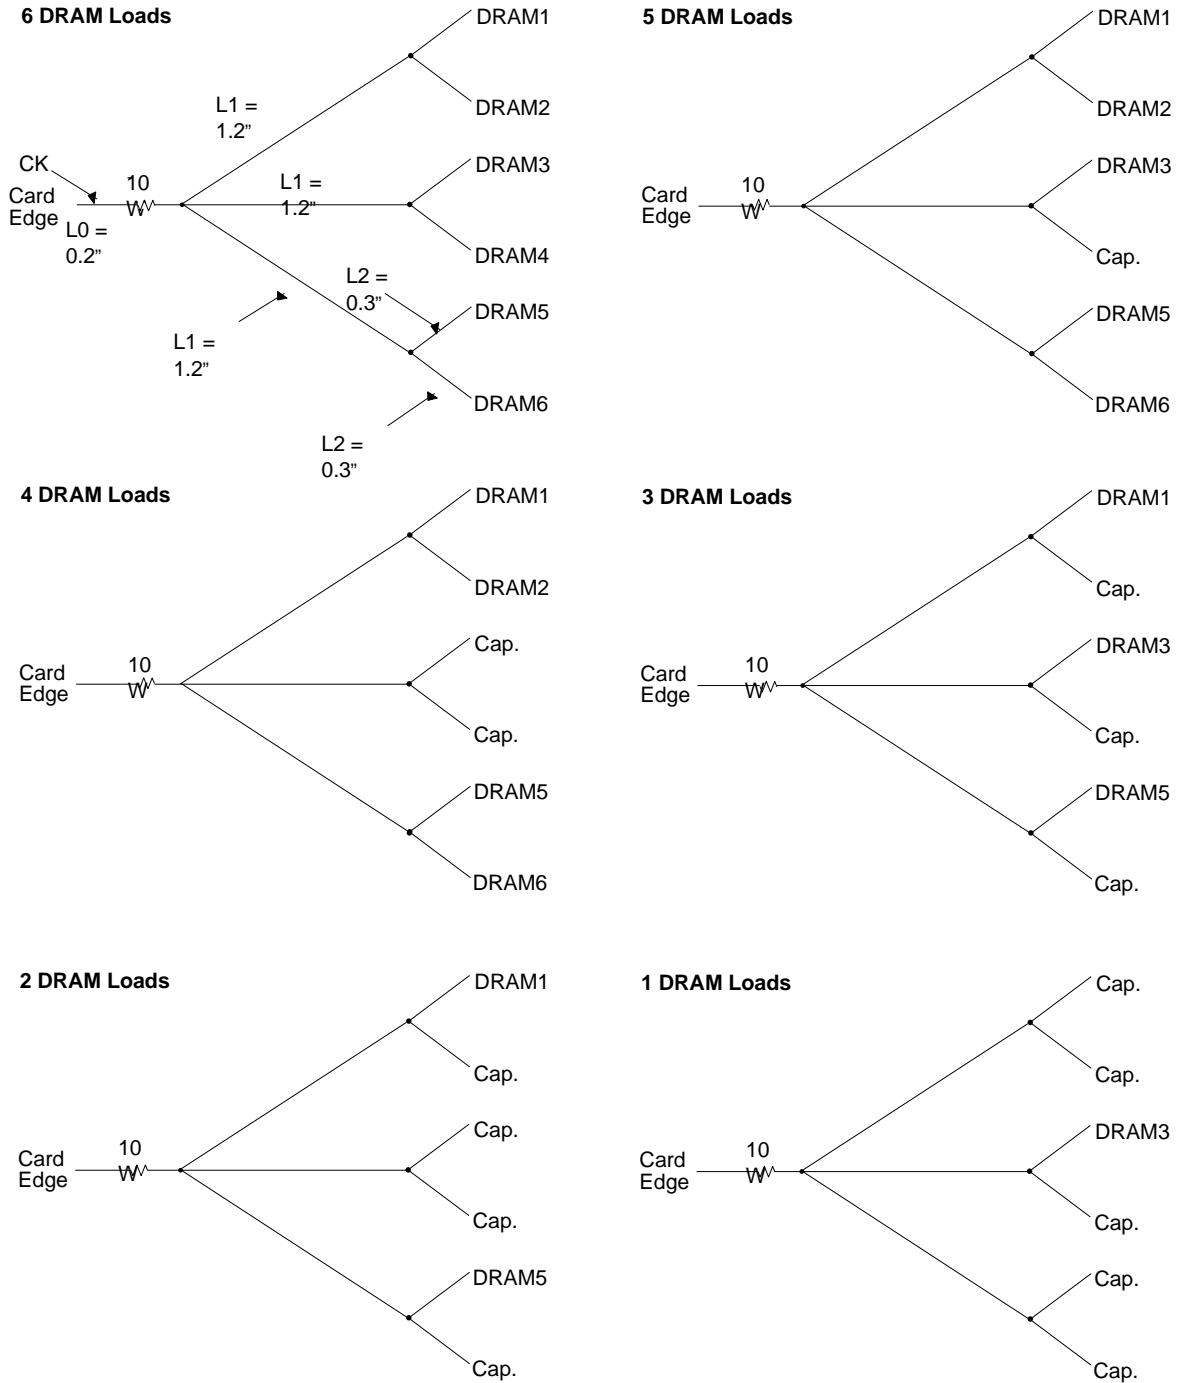 6 DRAM Loads
DRAM1
DRAM2
L1 =
1.2”
CK
Card
Edge
10
W
L0 =
0.2”
L1 =
1.2”
DRAM3
DRAM4
L2 =
0.3”
DRAM5
L1 =
1.2”
DRAM6
L2 =
0.3”
5 DRAM Loads
DRAM1
DRAM2
DRAM3
Card
Edge
10
W
Cap.
DRAM5
DRAM6
4 DRAM Loads
DRAM1
DRAM2
Cap.
Card
Edge
10
W
Cap.
DRAM5
DRAM6
3 DRAM Loads
DRAM1
Cap.
DRAM3
Card
Edge
10
W
Cap.
DRAM5
Cap.
2 DRAM Loads
DRAM1
Cap.
Cap.
Card
Edge
10
W
Cap.
DRAM5
Cap.
1 DRAM Loads
Cap.
Cap.
DRAM3
Card
Edge
10
W
Cap.
Cap.
Cap.